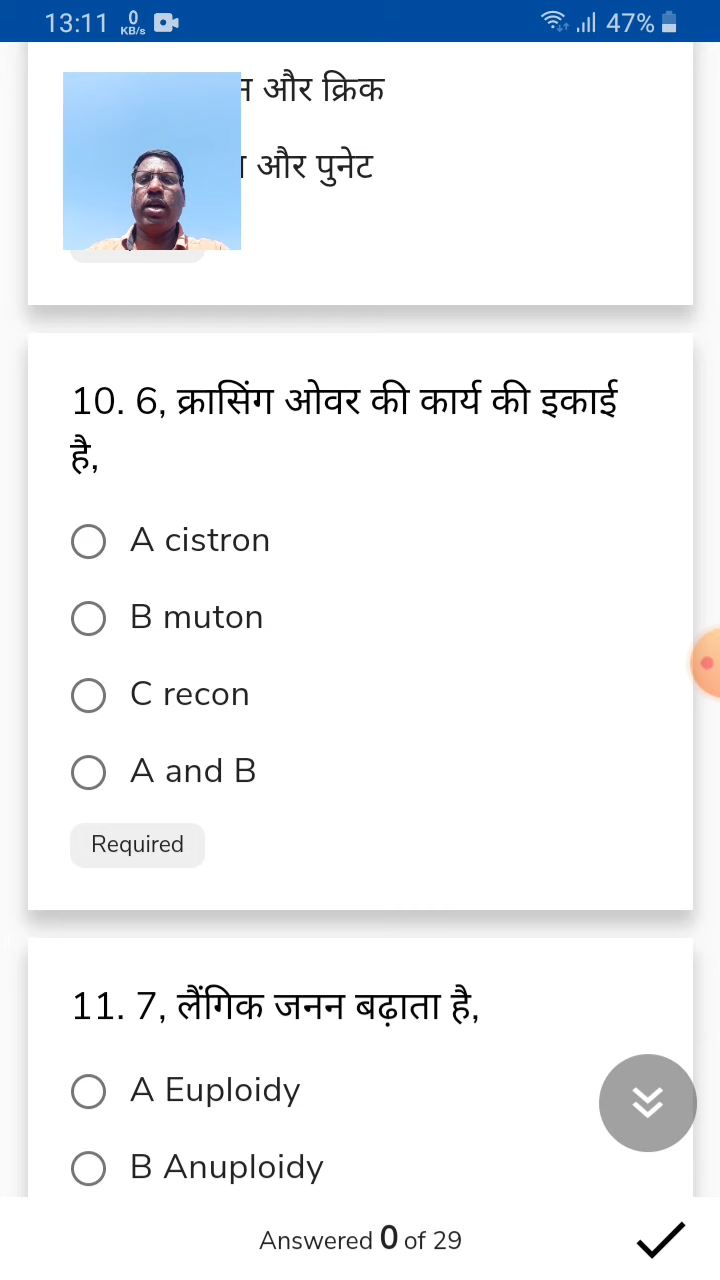 13:11 0 KB/s 47%
और क्रिक
और पुनेट
10. 6, क्रासिंग ओवर की कार्य की इकाई
है,
A cistron
B muton
C recon
A and B
Required
11. 7, लैंगिक जनन बढ़ाता है,
A Euploidy
B Anuploidy
Answered 0 of 29